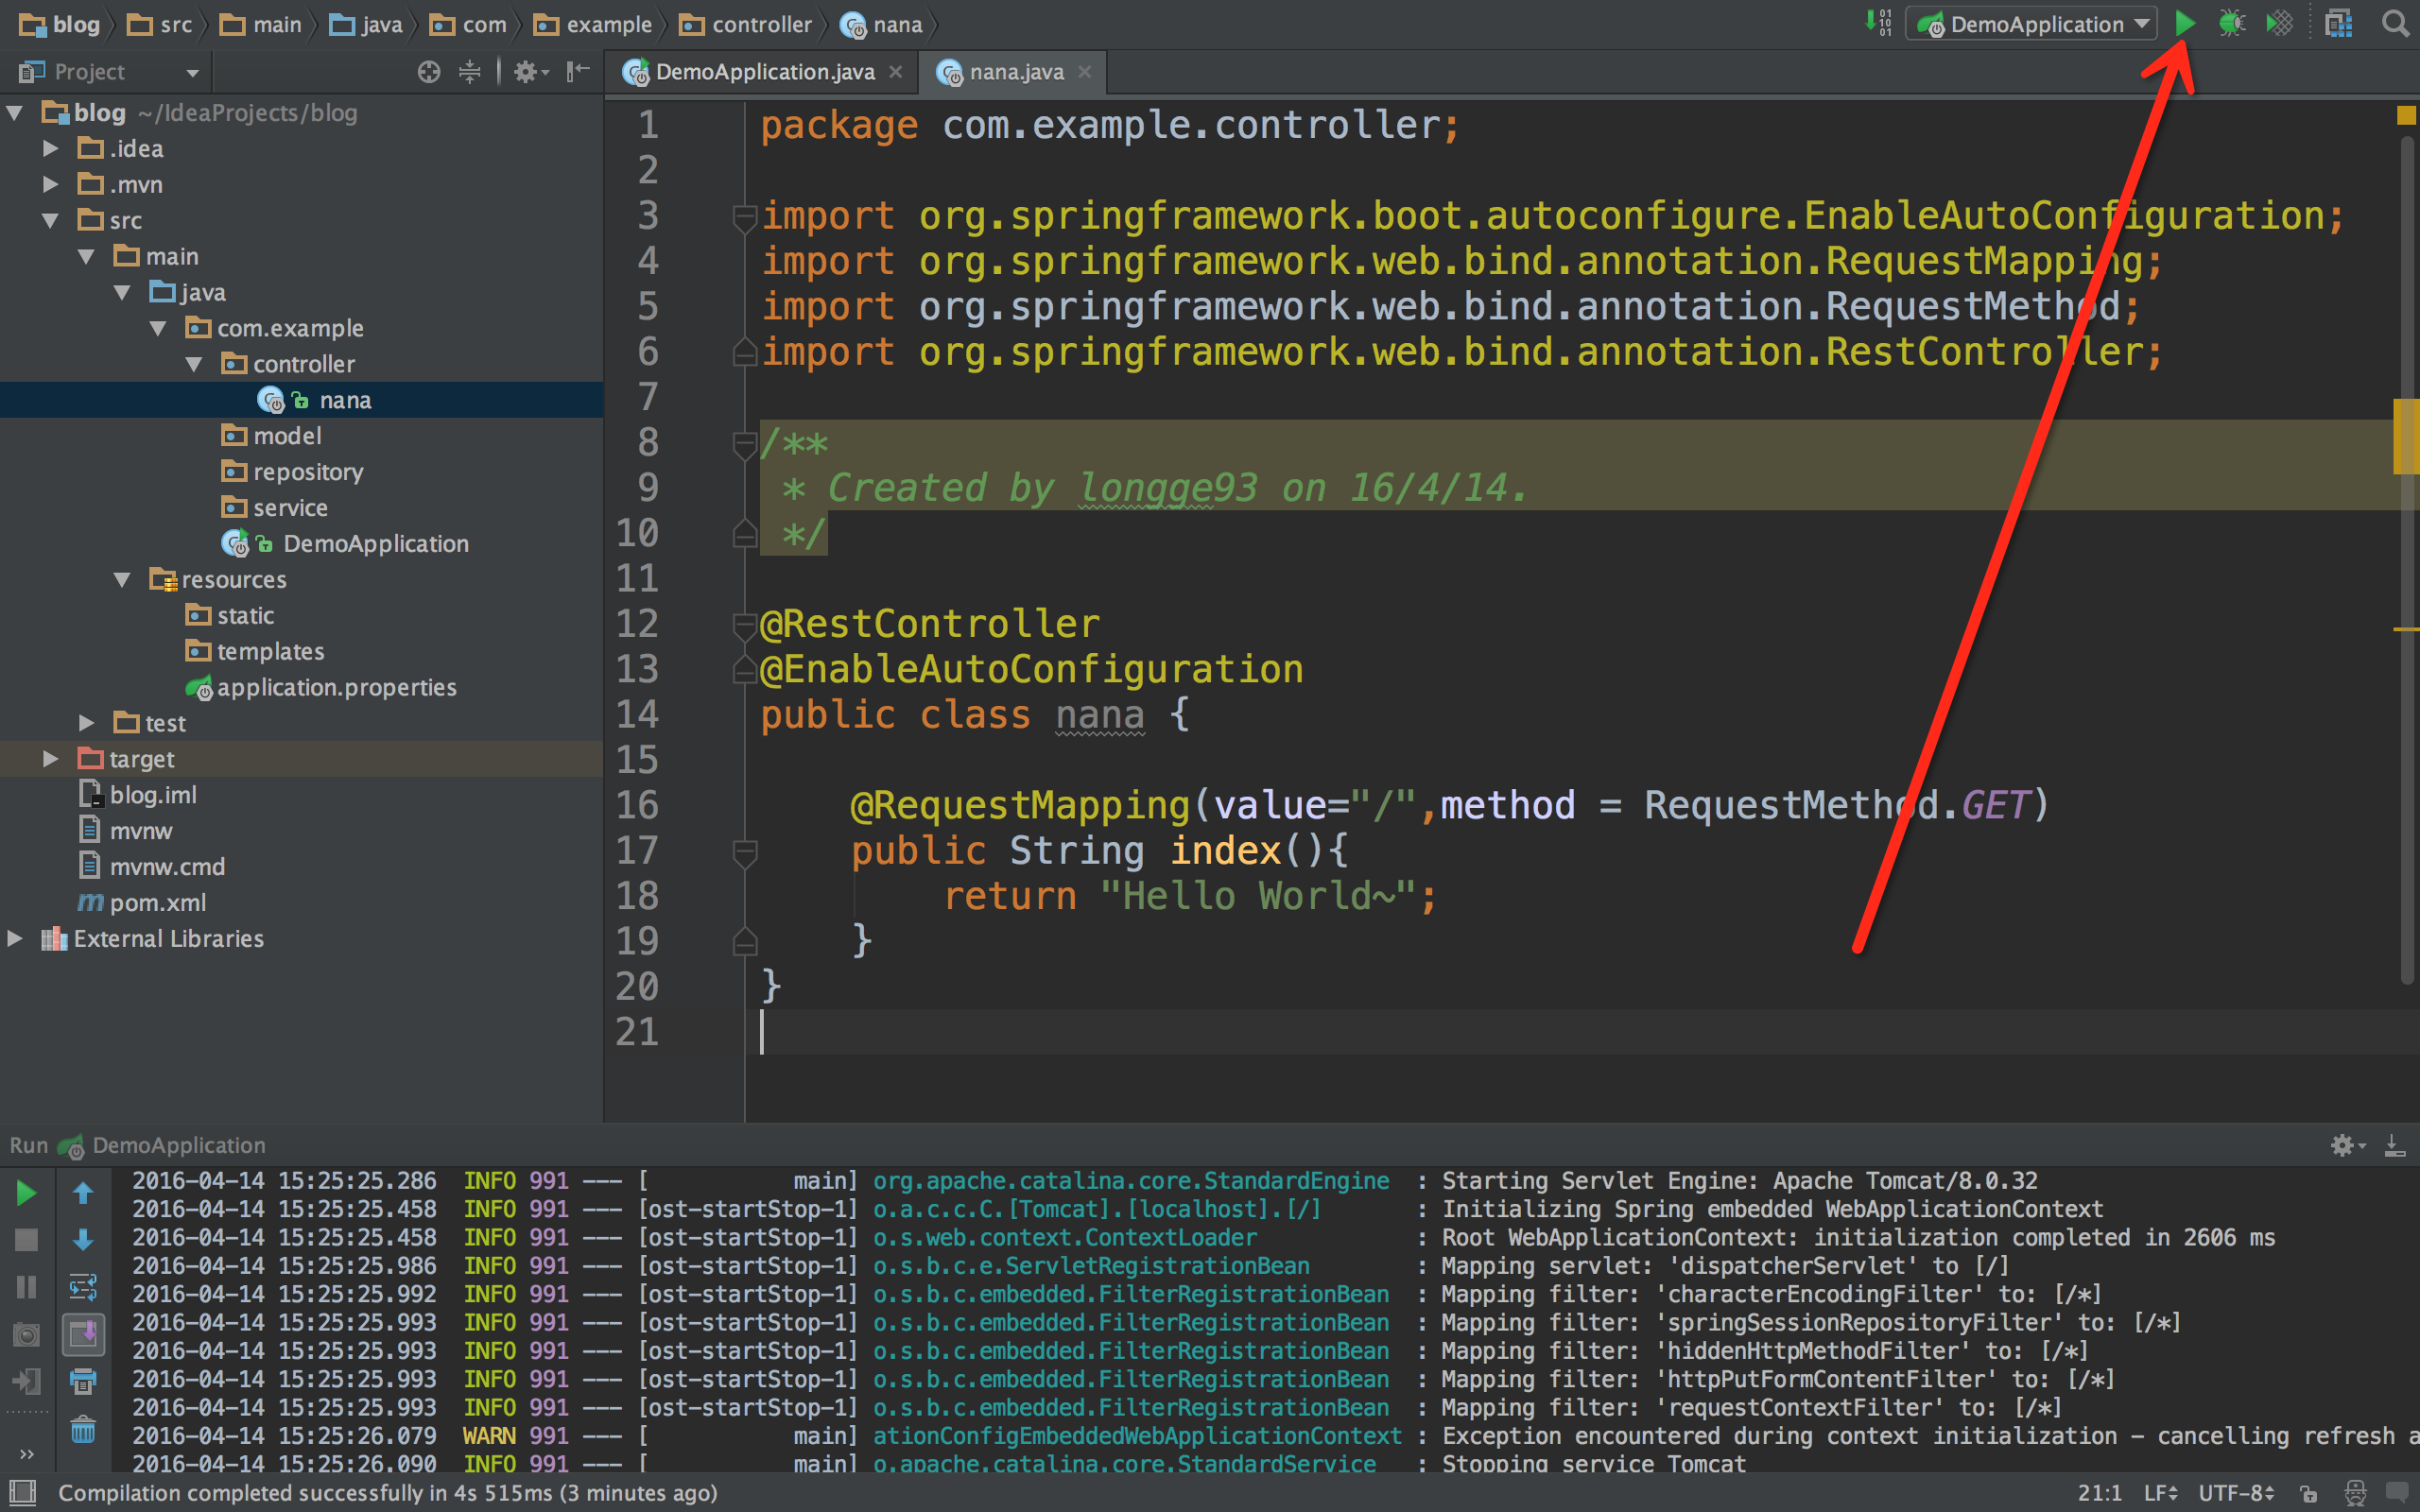 blog src main java com example controller nana
DemoApplication
Project
DemoApplication.java nana.java
blog ~/IdeaProjects/blog
.idea
.mvn
src
main
java
com.example
controller
nana
model
repository
service
DemoApplication
resources
static
templates
application.properties
test
target
blog.iml
mvnw
mvnw.cmd
pom.xml
External Libraries
1 package com.example.controller;
2
3 import org.springframework.boot.autoconfigure.EnableAutoConfiguration;
4 import org.springframework.web.bind.annotation.RequestMapping;
5 import org.springframework.web.bind.annotation.RequestMethod;
6 import org.springframework.web.bind.annotation.RestController;
7
8 /**
9 * Created by longge93 on 16/4/14.
10 */
11
12 @RestController
13 @EnableAutoConfiguration
14 public class nana {
15
16 @RequestMapping(value="/",method = RequestMethod.GET)
17 public String index(){
18 return "Hello World~";
19 }
20 }
21
Run DemoApplication
2016-04-14 15:25:25.286 INFO 991 --- [ main] org.apache.catalina.core.StandardEngine : Starting Servlet Engine: Apache Tomcat/8.0.32
2016-04-14 15:25:25.458 INFO 991 --- [ost-startStop-1] o.a.c.c.C.[Tomcat].[localhost].[/] : Initializing Spring embedded WebApplicationContext
2016-04-14 15:25:25.458 INFO 991 --- [ost-startStop-1] o.s.web.context.ContextLoader : Root WebApplicationContext: initialization completed in 2606 ms
2016-04-14 15:25:25.986 INFO 991 --- [ost-startStop-1] o.s.b.c.e.ServletRegistrationBean : Mapping servlet: 'dispatcherServlet' to [/]
2016-04-14 15:25:25.992 INFO 991 --- [ost-startStop-1] o.s.b.c.embedded.FilterRegistrationBean : Mapping filter: 'characterEncodingFilter' to: [/*]
2016-04-14 15:25:25.993 INFO 991 --- [ost-startStop-1] o.s.b.c.embedded.FilterRegistrationBean : Mapping filter: 'springSessionRepositoryFilter' to: [/*]
2016-04-14 15:25:25.993 INFO 991 --- [ost-startStop-1] o.s.b.c.embedded.FilterRegistrationBean : Mapping filter: 'hiddenHttpMethodFilter' to: [/*]
2016-04-14 15:25:25.993 INFO 991 --- [ost-startStop-1] o.s.b.c.embedded.FilterRegistrationBean : Mapping filter: 'httpPutFormContentFilter' to: [/*]
2016-04-14 15:25:25.993 INFO 991 --- [ost-startStop-1] o.s.b.c.embedded.FilterRegistrationBean : Mapping filter: 'requestContextFilter' to: [/*]
2016-04-14 15:25:26.079 WARN 991 --- [ main] ationConfigEmbeddedWebApplicationContext : Exception encountered during context initialization - cancelling refresh a
2016-04-14 15:25:26.090 INFO 991 --- [ main] o.apache.catalina.core.StandardService : Stopping service Tomcat
Compilation completed successfully in 4s 515ms (3 minutes ago) 21:1 LF UTF-8